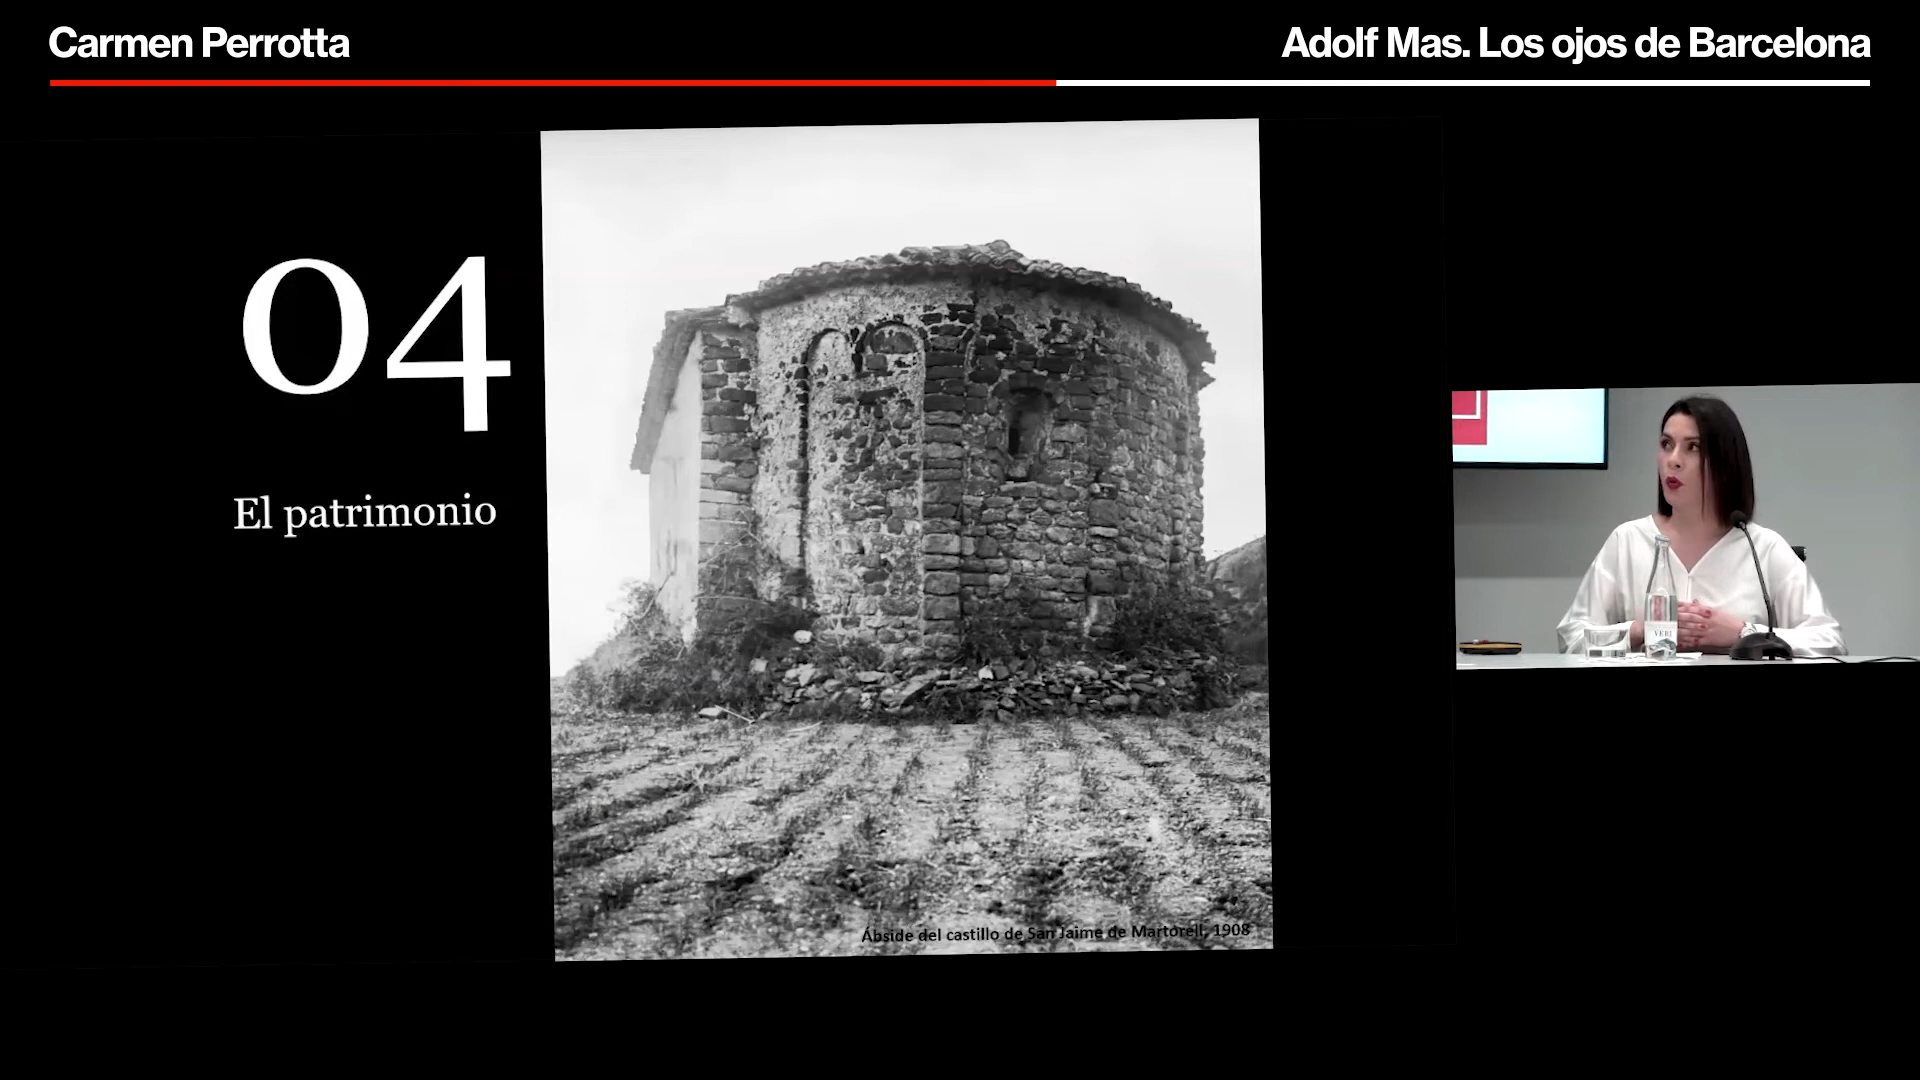 Carmen Perrotta
Adolf Mas. Los ojos de Barcelona
04
El patrimonio
Ábside del castillo de San Jaime de Martorell, 1908
VERI